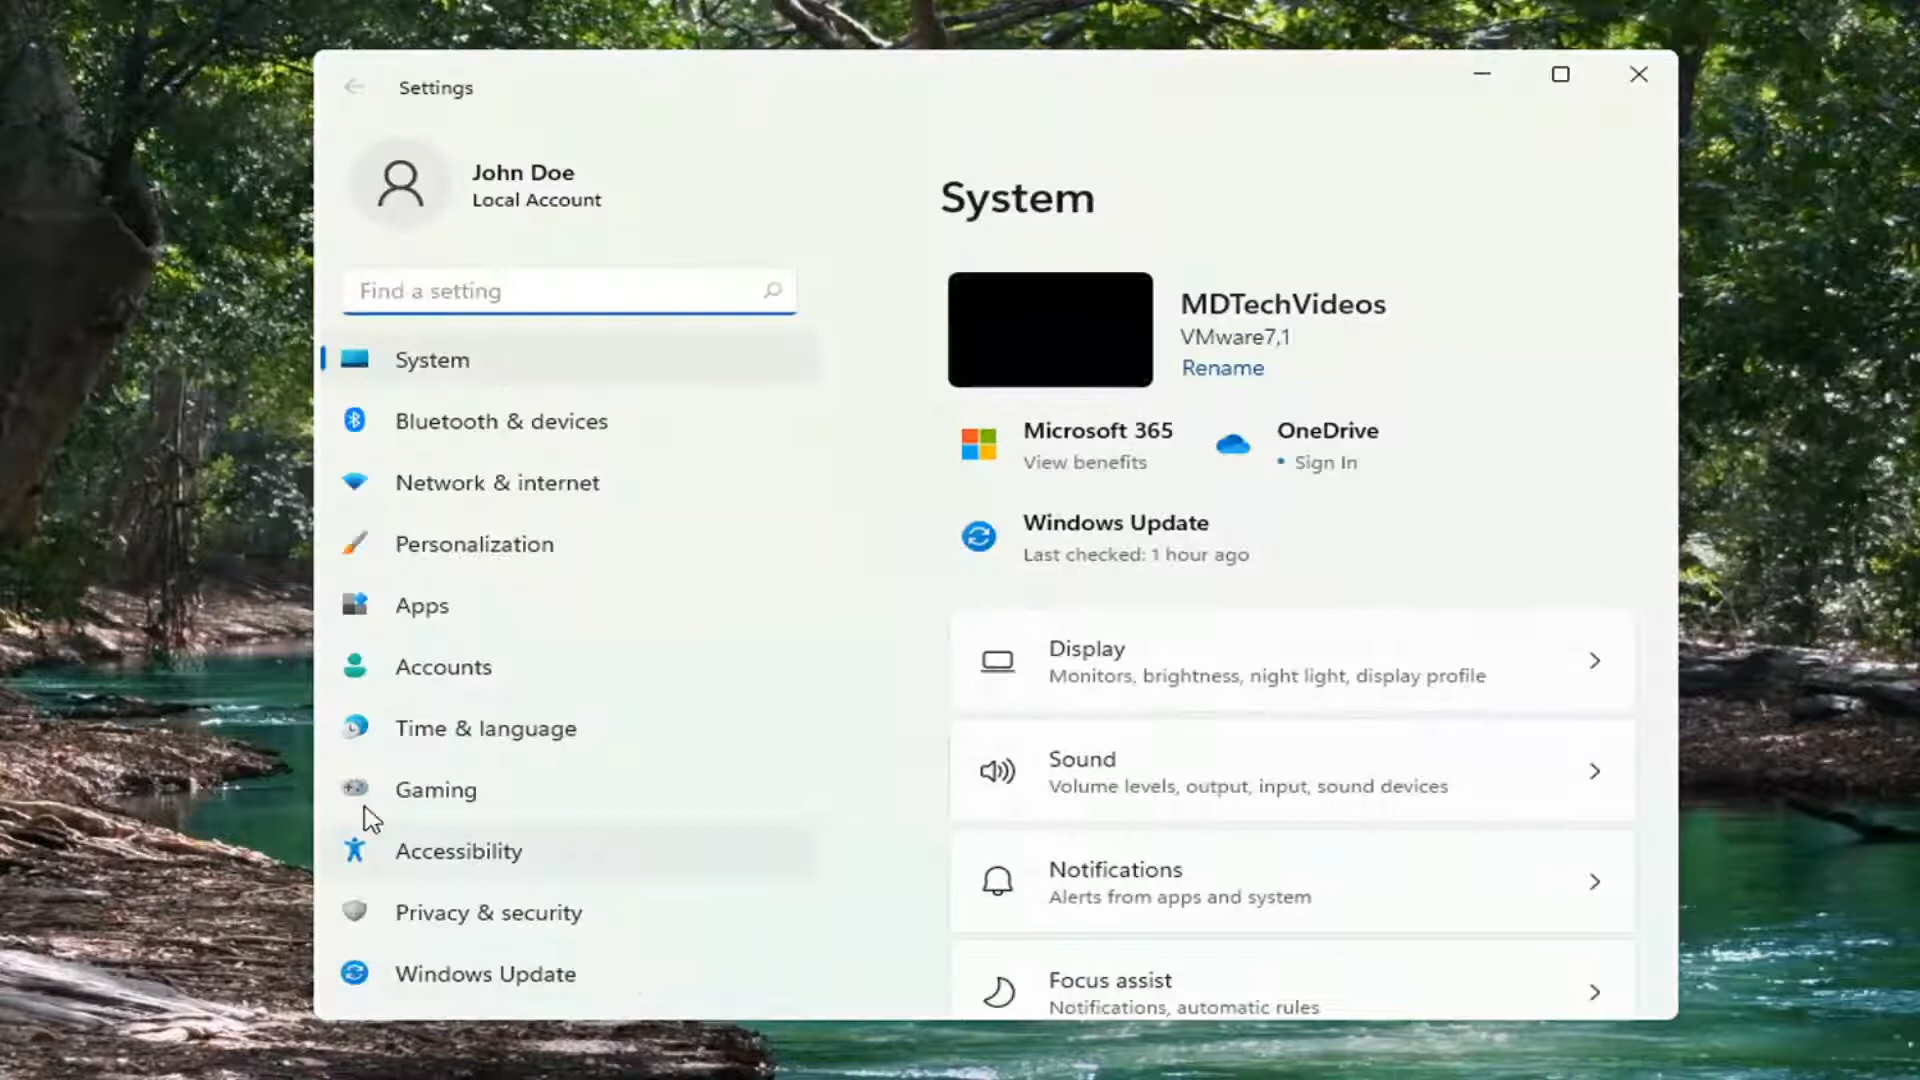 Settings
John Doe
Local Account
Find a setting
System
Bluetooth & devices
Network & internet
Personalization
Apps
Accounts
Time & language
Gaming
Accessibility
Privacy & security
Windows Update
System
MDTechVideos
VMware7,1
Rename
Microsoft 365
View benefits
OneDrive
• Sign In
Windows Update
Last checked: 1 hour ago
Display
Monitors, brightness, night light, display profile
Sound
Volume levels, output, input, sound devices
Notifications
Alerts from apps and system
Focus assist
Notifications, automatic rules